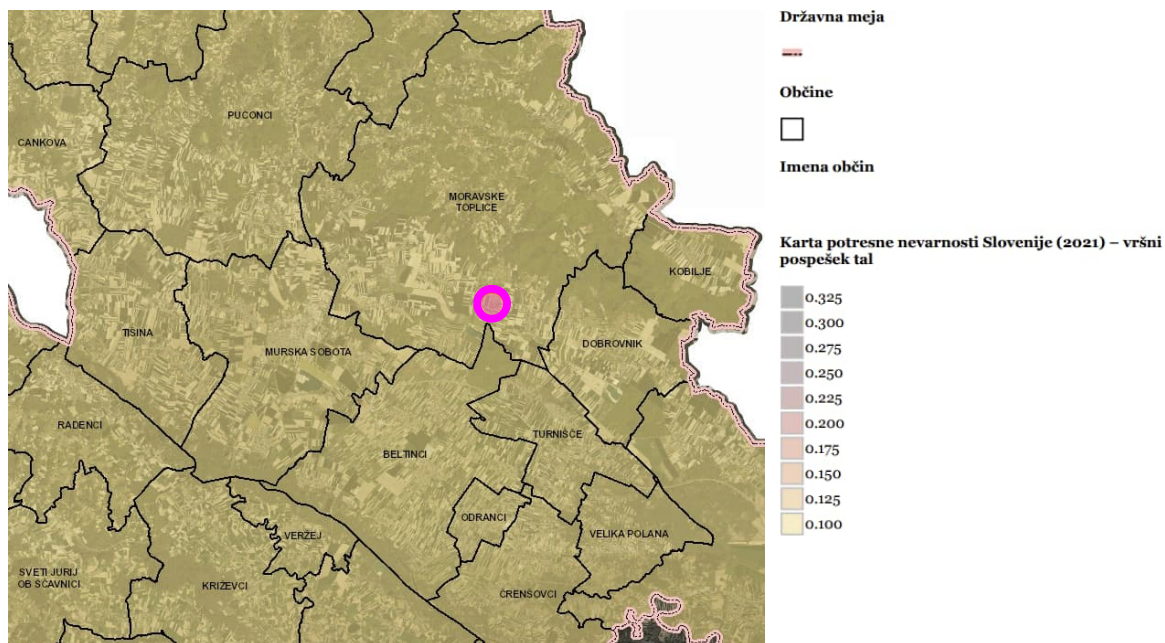 PUCONCI
CANKOVA
MORAVSKE
TOPLICE
KOBILJE
TIŠINA
MURSKA SOBOTA
DOBROVNIK
RADENCI
TURNIŠČE
BELTINCI
ODRANCI
VERŽEJ
VELIKA POLANA
SVETI JURIJ
OB ŠČAVNICI
KRIŽEVCI
ČRENŠOVCI
Državna meja
Občine
Imena občin
Karta potresne nevarnosti Slovenije (2021) – vršni
pospešek tal
0.325
0.300
0.275
0.250
0.225
0.200
0.175
0.150
0.125
0.100